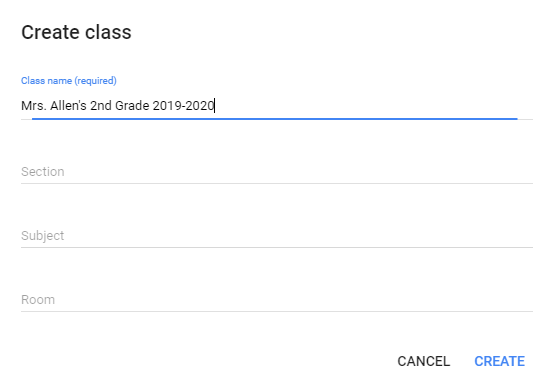 Create class
Class name (required)
Mrs. Allen's 2nd Grade 2019-2020
Section
Subject
Room
CANCEL CREATE